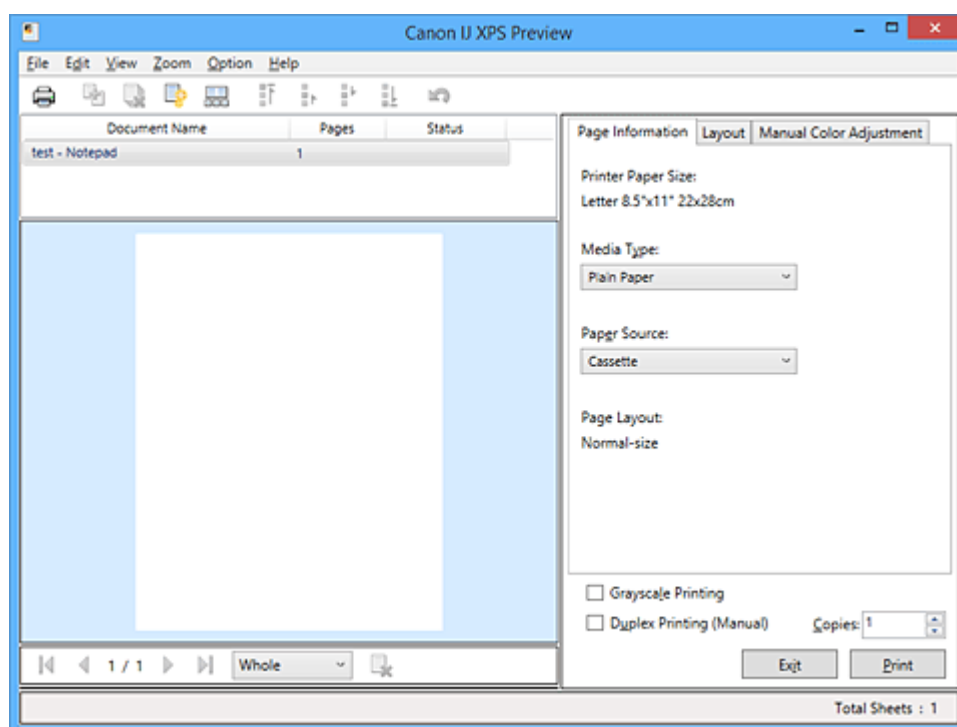 Canon IJ XPS Preview
File Edit View Zoom Option Help
Document Name Pages Status
test - Notepad 1
Page Information Layout Manual Color Adjustment
Printer Paper Size:
Letter 8.5"x11" 22x28cm
Media Type:
Plain Paper
Paper Source:
Cassette
Page Layout:
Normal-size
Grayscale Printing
Duplex Printing (Manual) Copies: 1
1 / 1 Whole
Exit Print
Total Sheets : 1